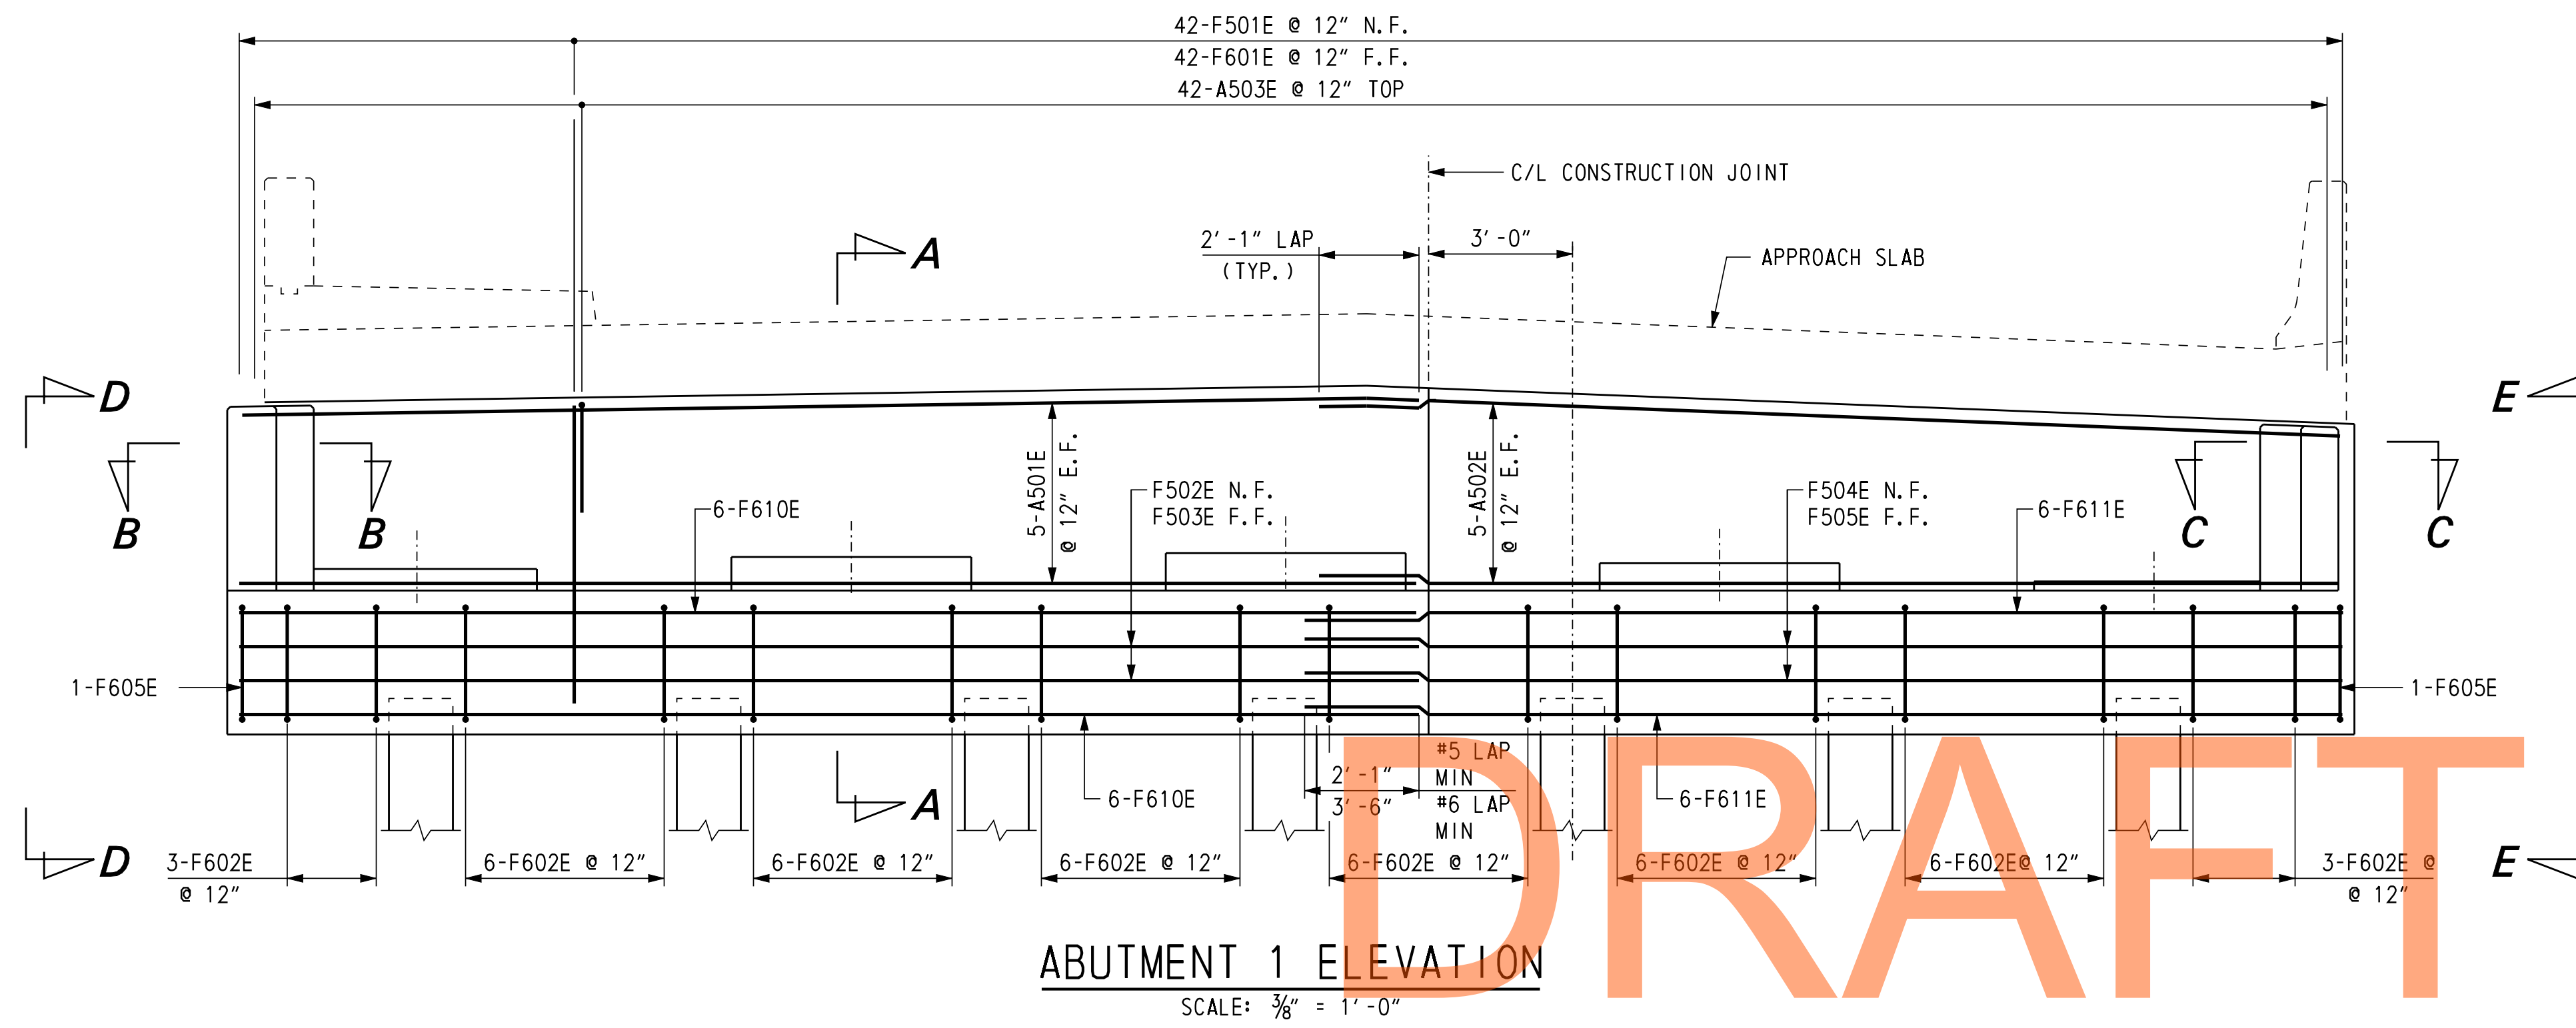 42-F501E @ 12" N.F.
42-F601E @ 12" F.F.
42-A503E @ 12" TOP
C/L CONSTRUCTION JOINT
2'-1" LAP
(TYP.)
3'-0"
APPROACH SLAB
A
D
E
B
B
C
C
5-A501E
@ 12" E.F.
5-A502E
@ 12" E.F.
6-F610E
F502E N.F.
F503E F.F.
F504E N.F.
F505E F.F.
6-F611E
1-F605E
1-F605E
#5 LAP
MIN
2'-1"
3'-6"
#6 LAP
MIN
6-F610E
6-F611E
A
D
E
3-F602E
@ 12"
6-F602E @ 12"
6-F602E @ 12"
6-F602E @ 12"
6-F602E @ 12"
6-F602E @ 12"
6-F602E@ 12"
3-F602E @
@ 12"
DRAFT
ABUTMENT 1 ELEVATION
SCALE: ⅜" = 1'-0"